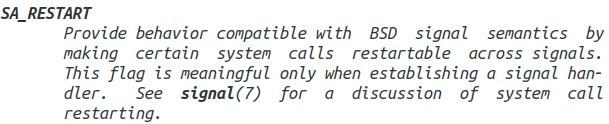 SA_RESTART
Provide behavior compatible with BSD signal semantics by
making certain system calls restartable across signals.
This flag is meaningful only when establishing a signal han‐
dler. See signal(7) for a discussion of system call
restarting.